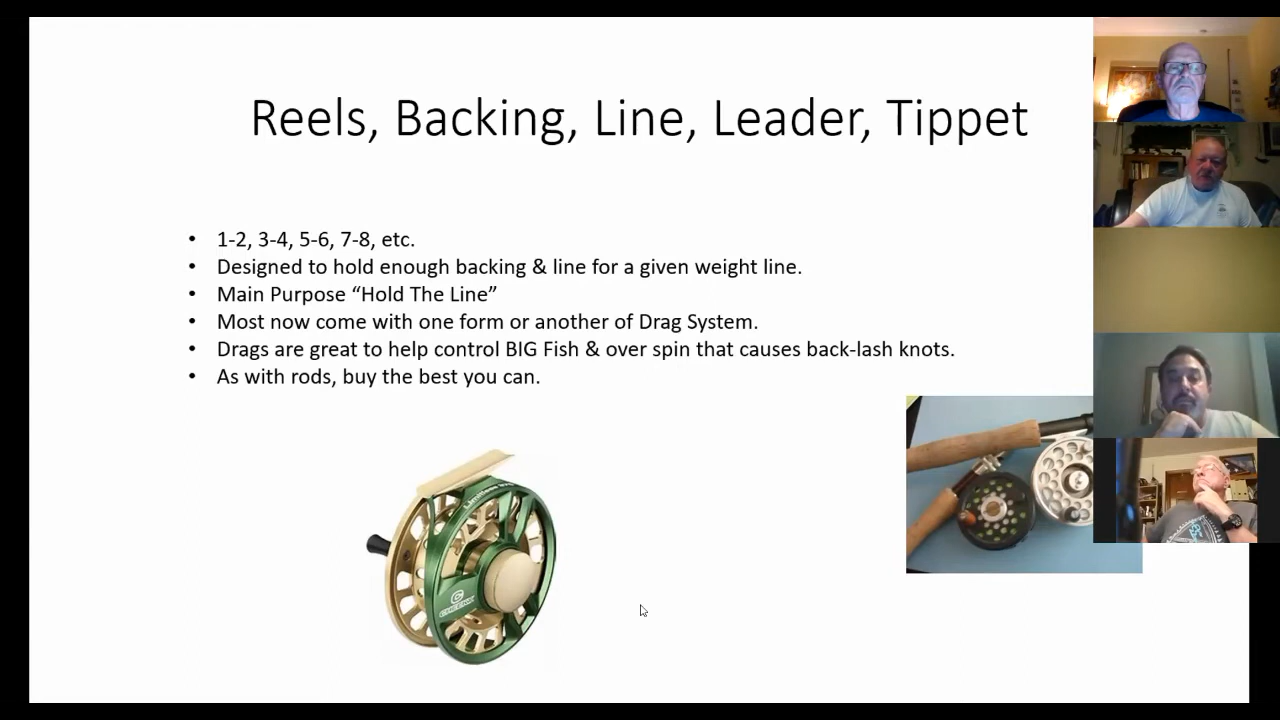 Reels, Backing, Line, Leader, Tippet
• 1-2, 3-4, 5-6, 7-8, etc.
• Designed to hold enough backing & line for a given weight line.
• Main Purpose “Hold The Line”
• Most now come with one form or another of Drag System.
• Drags are great to help control BIG Fish & over spin that causes back-lash knots.
• As with rods, buy the best you can.
CHEEKY